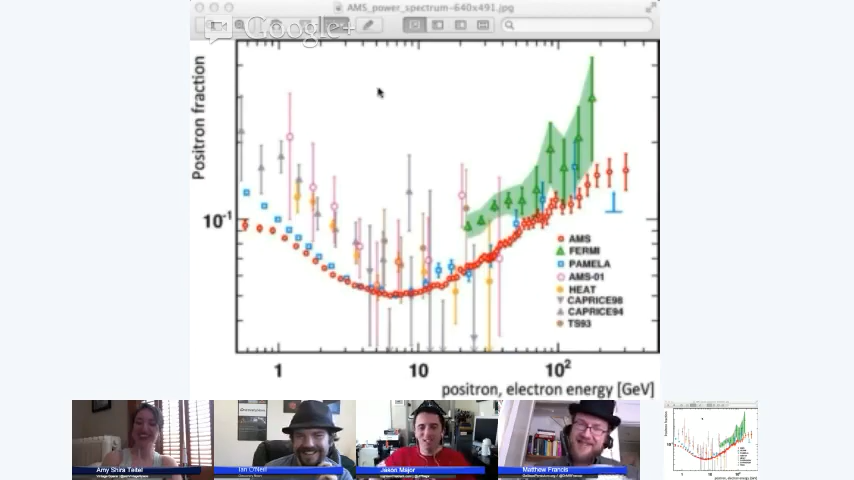 AMS_power_spectrum-640x491.jpg
Google+
Positron fraction
10-1
AMS
FERMI
PAMELA
AMS-01
HEAT
CAPRICE98
CAPRICE94
TS93
1
10
10²
positron, electron energy [GeV]
Amy Shira Teitel
Ian O'Neill
Jason Major
Matthew Francis